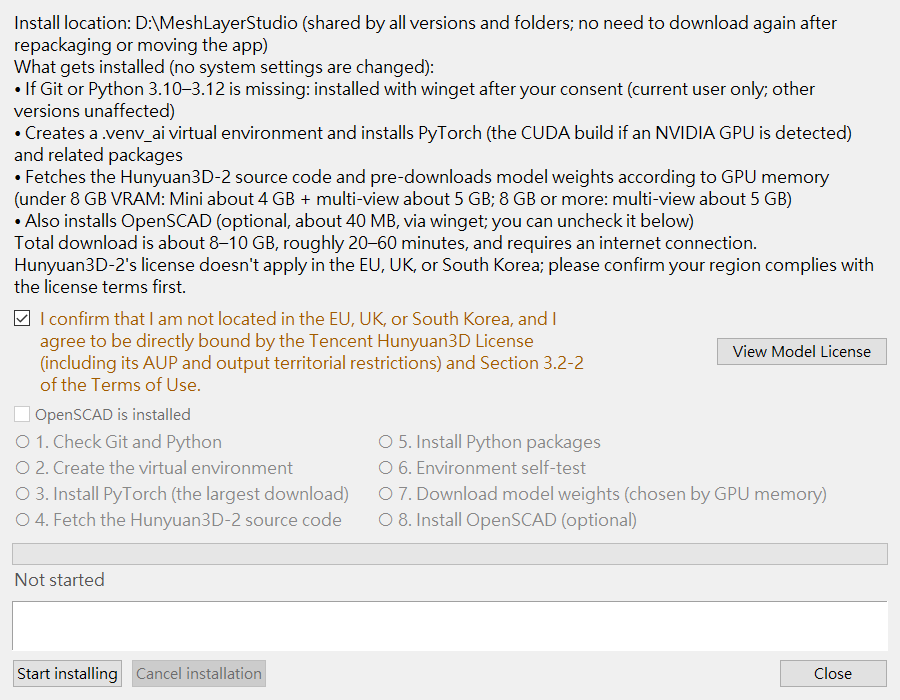 Install location: D:\MeshLayerStudio (shared by all versions and folders; no need to download again after
repackaging or moving the app)
What gets installed (no system settings are changed):
• If Git or Python 3.10–3.12 is missing: installed with winget after your consent (current user only; other
versions unaffected)
• Creates a .venv_ai virtual environment and installs PyTorch (the CUDA build if an NVIDIA GPU is detected)
and related packages
• Fetches the Hunyuan3D-2 source code and pre-downloads model weights according to GPU memory
(under 8 GB VRAM: Mini about 4 GB + multi-view about 5 GB; 8 GB or more: multi-view about 5 GB)
• Also installs OpenSCAD (optional, about 40 MB, via winget; you can uncheck it below)
Total download is about 8–10 GB, roughly 20–60 minutes, and requires an internet connection.
Hunyuan3D-2's license doesn't apply in the EU, UK, or South Korea; please confirm your region complies with
the license terms first.
I confirm that I am not located in the EU, UK, or South Korea, and I
agree to be directly bound by the Tencent Hunyuan3D License
(including its AUP and output territorial restrictions) and Section 3.2-2
of the Terms of Use.
View Model License
OpenSCAD is installed
1. Check Git and Python
2. Create the virtual environment
3. Install PyTorch (the largest download)
4. Fetch the Hunyuan3D-2 source code
5. Install Python packages
6. Environment self-test
7. Download model weights (chosen by GPU memory)
8. Install OpenSCAD (optional)
Not started
Start installing
Cancel installation
Close